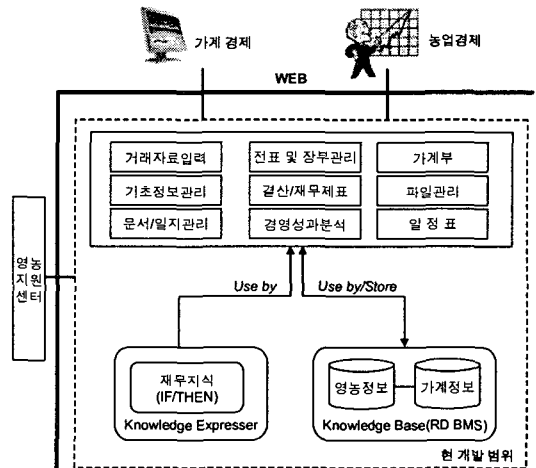 가계 경제
농업경제
WEB
거래자료입력
전표 및 장부관리
가계부
기초정보관리
결산/재무제표
파일관리
문서/일지관리
경영성과분석
일 정 표
영농
지원
센터
Use by
Use by/Store
재무지식
(IF/THEN)
Knowledge Expresser
영농정보
가계정보
Knowledge Base(RD BMS)
현 개발 범위